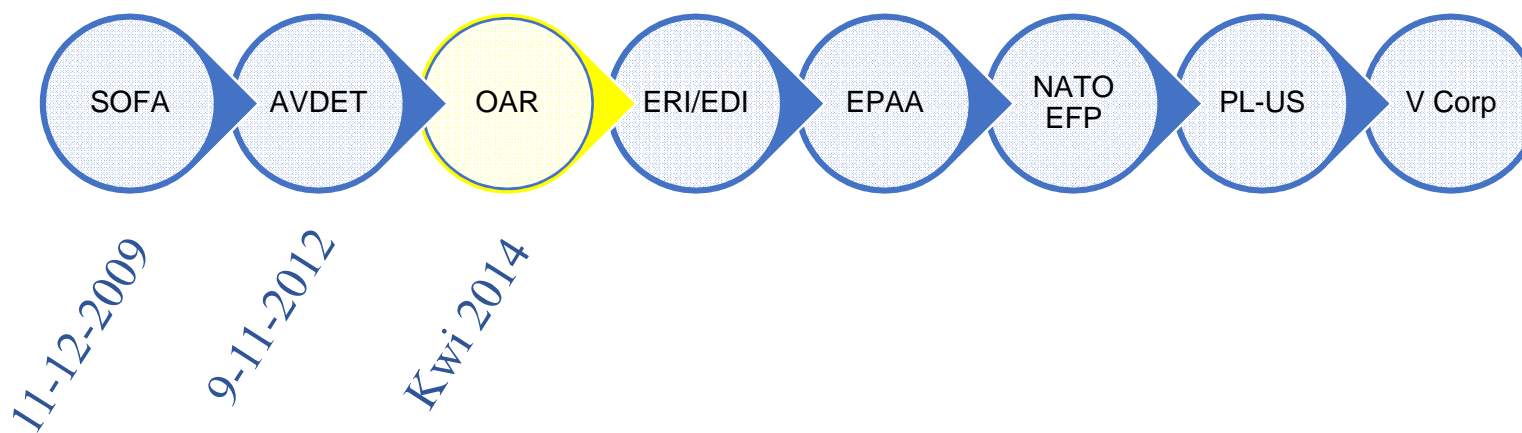 SOFA
AVDET
OAR
ERI/EDI
EPAA
NATO
EFP
PL-US
V Corp
11-12-2009
9-11-2012
Kwi 2014